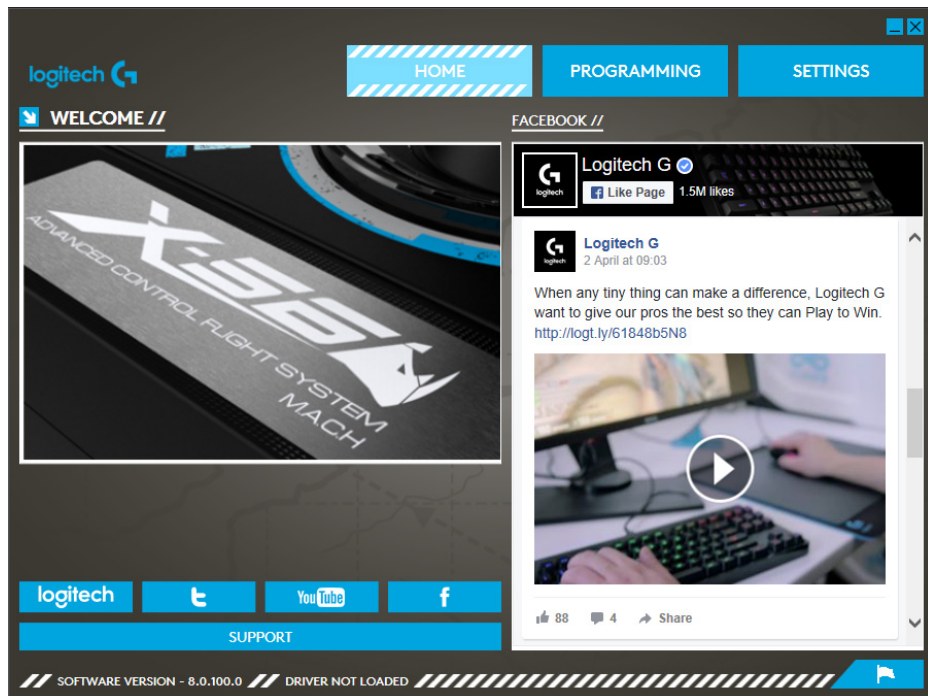 logitech G
HOME
PROGRAMMING
SETTINGS
WELCOME //
FACEBOOK //
X-56
ADVANCED CONTROL FLIGHT SYSTEM
M.A.C.H
logitech
Logitech G
Like Page
1.5M likes
logitech
Logitech G
2 April at 09:03
When any tiny thing can make a difference, Logitech G
want to give our pros the best so they can Play to Win.
http://logt.ly/61848b5N8
88
4
Share
logitech
YouTube
f
SUPPORT
// SOFTWARE VERSION - 8.0.100.0 // DRIVER NOT LOADED